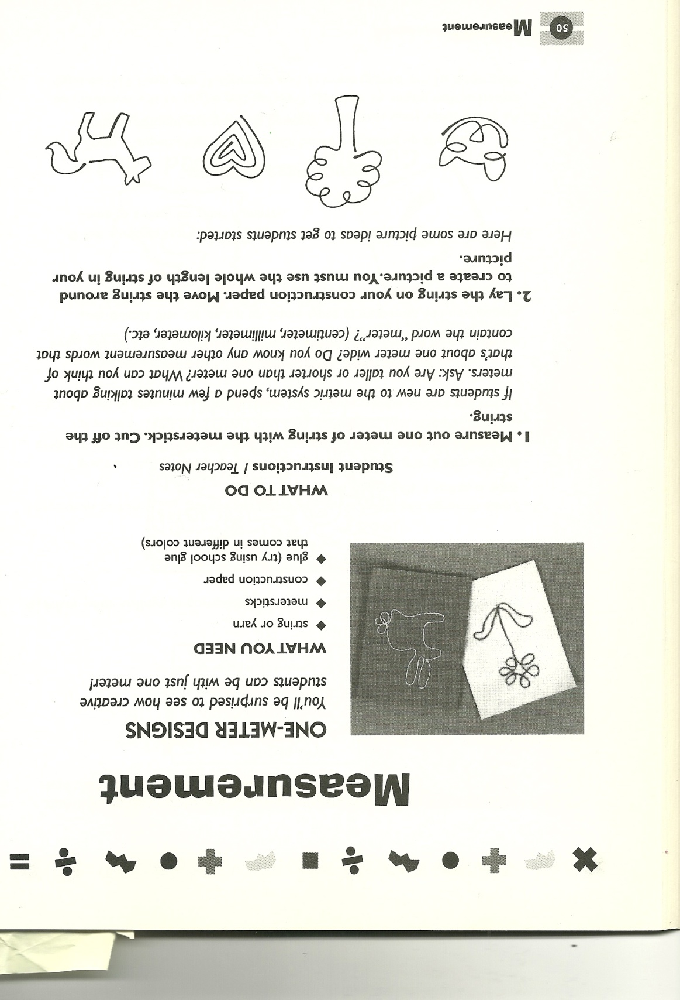 Measurement
ONE-METER DESIGNS
You'll be surprised to see how creative
students can be with just one meter!
WHAT YOU NEED
◆ string or yarn
◆ metersticks
◆ construction paper
◆ glue (try using school glue
that comes in different colors)
WHAT TO DO
Student Instructions / Teacher Notes
1. Measure out one meter of string with the meterstick. Cut off the
string.
If students are new to the metric system, spend a few minutes talking about
meters. Ask: Are you taller or shorter than one meter? What can you think of
that's about one meter wide? Do you know any other measurement words that
contain the word "meter"? (centimeter, millimeter, kilometer, etc.)
2. Lay the string on your construction paper. Move the string around
to create a picture. You must use the whole length of string in your
picture.
Here are some picture ideas to get students started:
50 Measurement